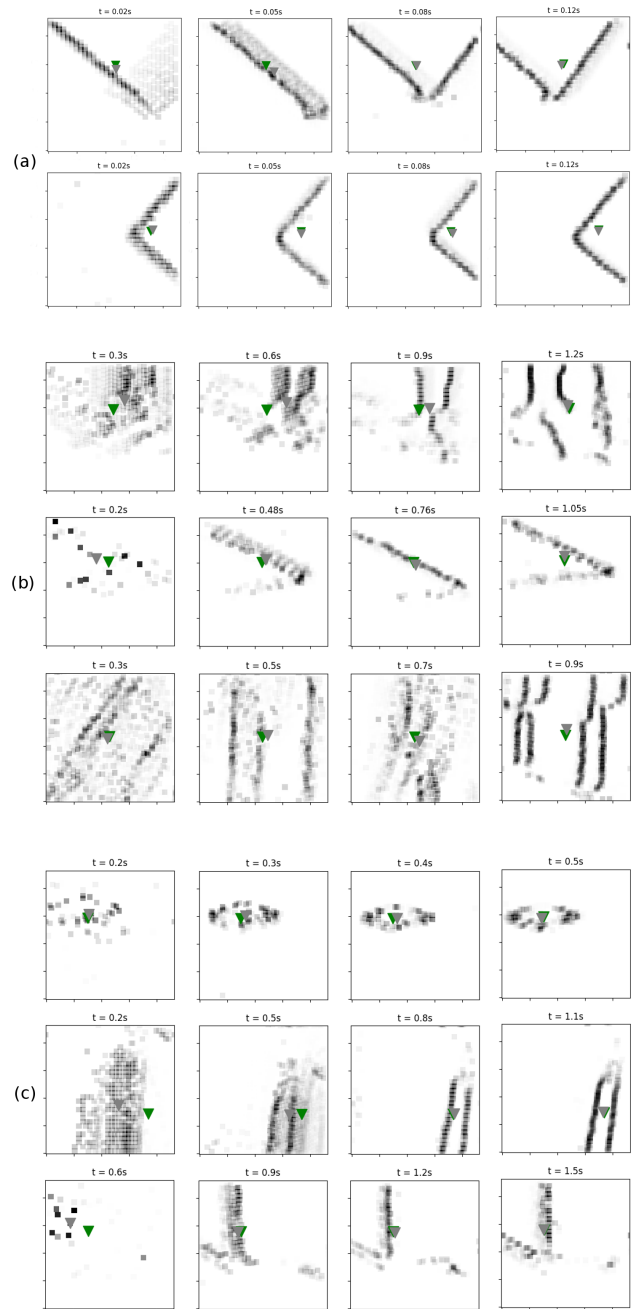 t = 0.02s t = 0.05s t = 0.08s t = 0.12s
(a)
t = 0.02s t = 0.05s t = 0.08s t = 0.12s
t = 0.3s t = 0.6s t = 0.9s t = 1.2s
t = 0.2s t = 0.48s t = 0.76s t = 1.05s
(b)
t = 0.3s t = 0.5s t = 0.7s t = 0.9s
t = 0.2s t = 0.3s t = 0.4s t = 0.5s
t = 0.2s t = 0.5s t = 0.8s t = 1.1s
(c)
t = 0.6s t = 0.9s t = 1.2s t = 1.5s